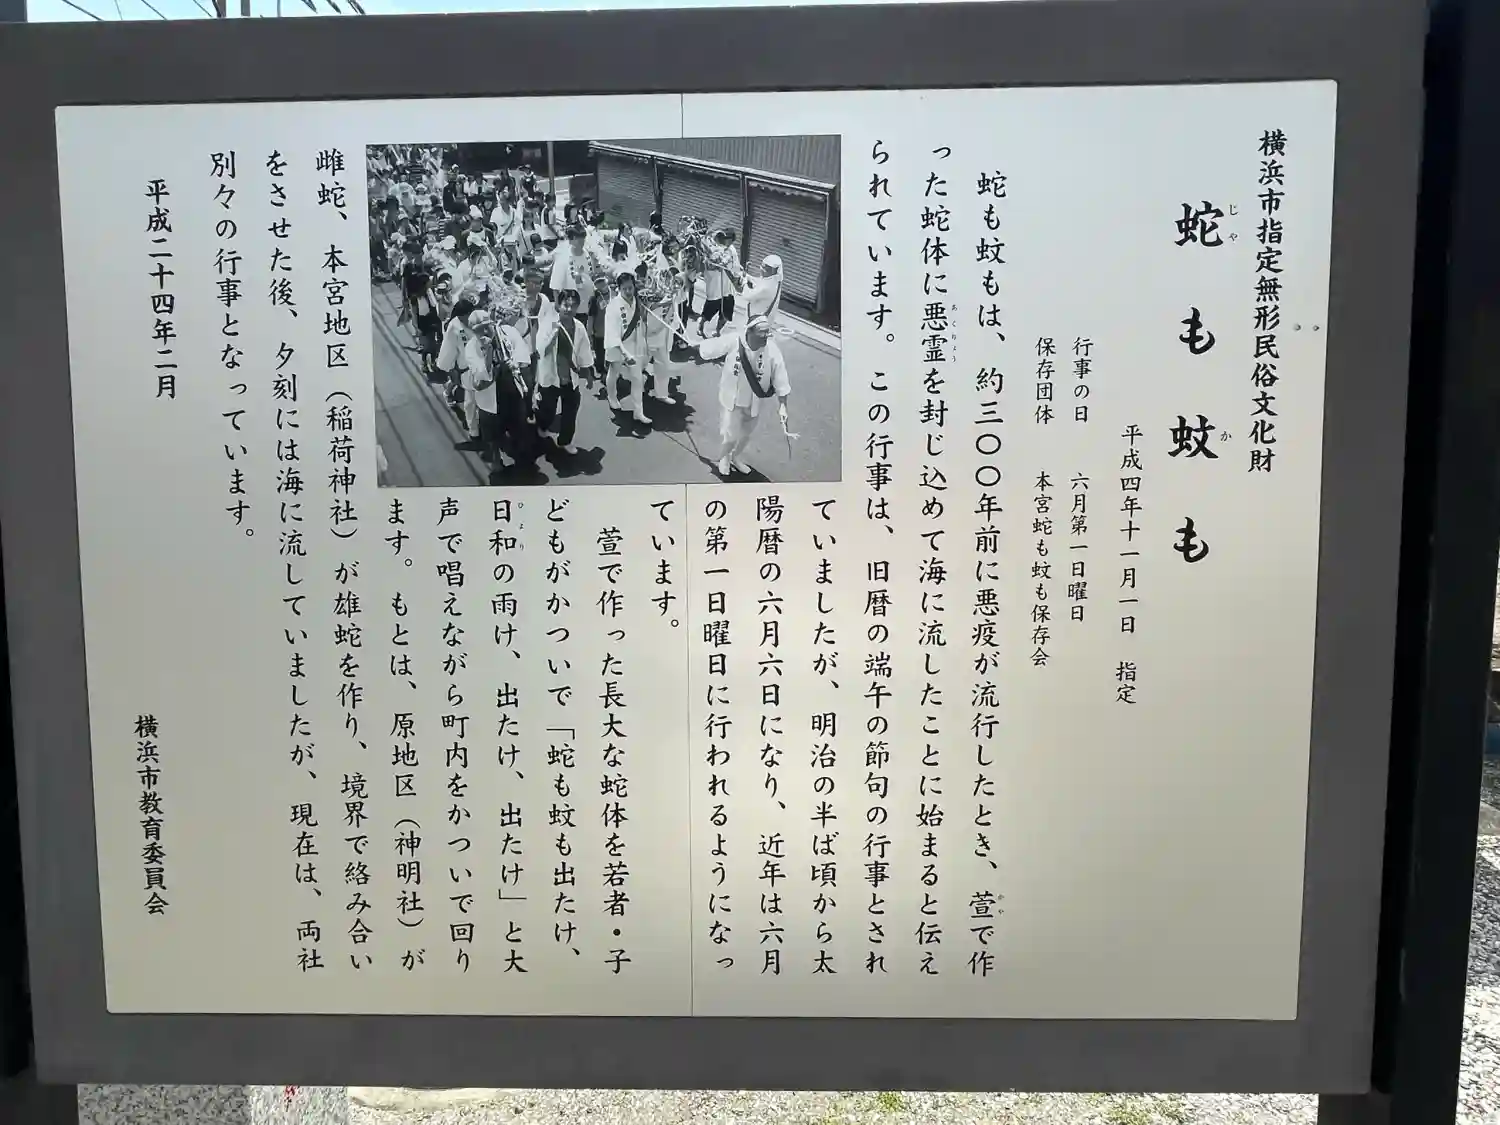 横浜市指定無形民俗文化財
蛇も蚊も
じゃ
か
平成四年十一月一日　指定
行事の日　六月第一日曜日
保存団体　本宮蛇も蚊も保存会
蛇も蚊もは、約三〇〇年前に悪疫が流行したとき、萱で作
かや
った蛇体に悪霊を封じ込めて海に流したことに始まると伝え
あくりょう
られています。この行事は、旧暦の端午の節句の行事とされ
ていましたが、明治の半ば頃から太
陽暦の六月六日になり、近年は六月
の第一日曜日に行われるようになっ
ています。
萱で作った長大な蛇体を若者・子
どもがかついで「蛇も蚊も出たけ、
日和の雨け、出たけ、出たけ」と大
ひより
声で唱えながら町内をかついで回り
ます。もとは、原地区（神明社）が
雌蛇、本宮地区（稲荷神社）が雄蛇を作り、境界で絡み合い
をさせた後、夕刻には海に流していましたが、現在は、両社
別々の行事となっています。
平成二十四年二月
横浜市教育委員会